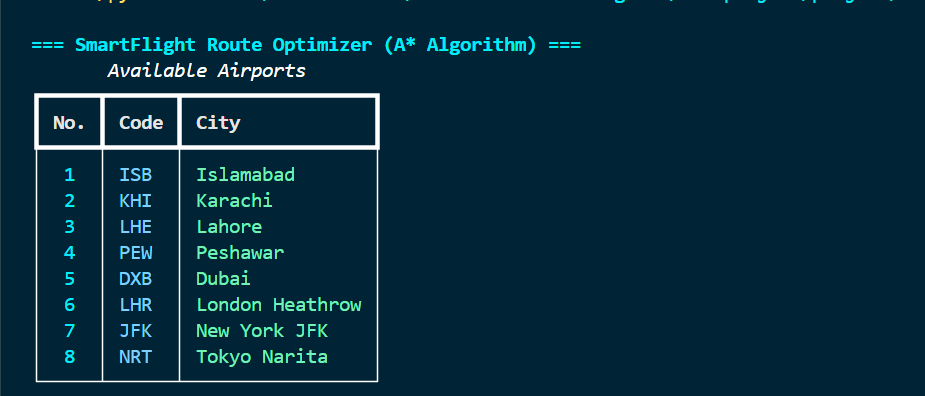 === SmartFlight Route Optimizer (A* Algorithm) ===
Available Airports
No. Code City
1 ISB Islamabad
2 KHI Karachi
3 LHE Lahore
4 PEW Peshawar
5 DXB Dubai
6 LHR London Heathrow
7 JFK New York JFK
8 NRT Tokyo Narita